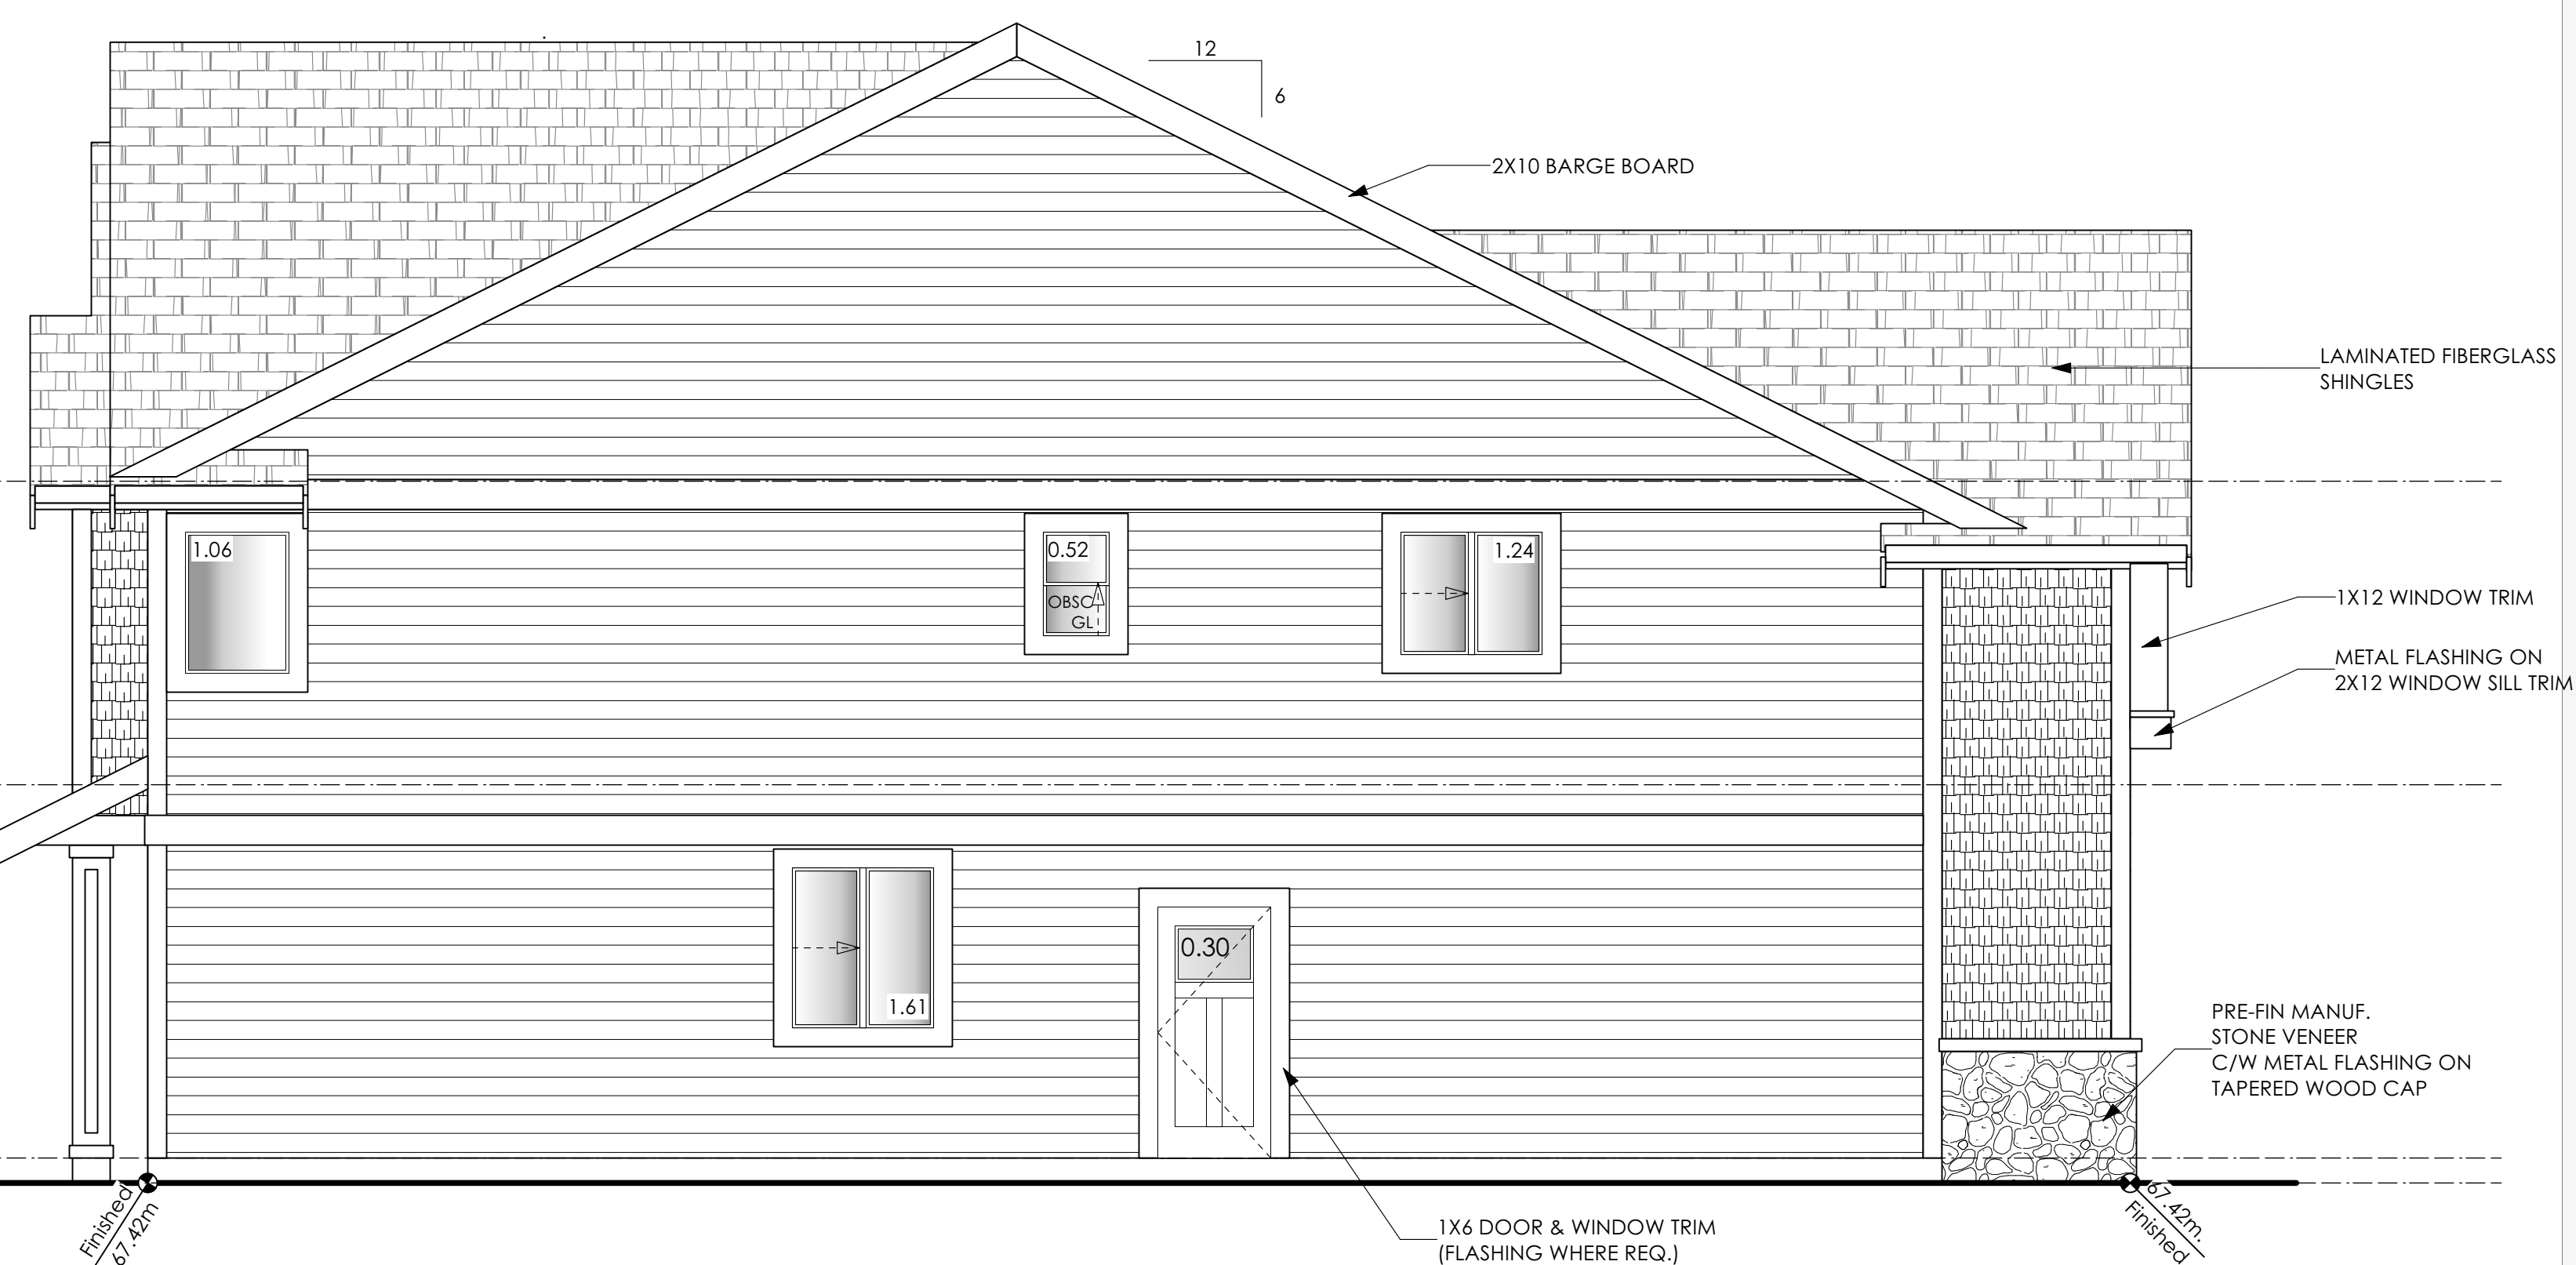 12
6
2X10 BARGE BOARD
LAMINATED FIBERGLASS
SHINGLES
1.06
0.52
OBSC
GL
1.24
1X12 WINDOW TRIM
METAL FLASHING ON
2X12 WINDOW SILL TRIM
1.61
0.30
PRE-FIN MANUF.
STONE VENEER
C/W METAL FLASHING ON
TAPERED WOOD CAP
Finished
67.42m
67.42m.
Finished
1X6 DOOR & WINDOW TRIM
(FLASHING WHERE REQ.)